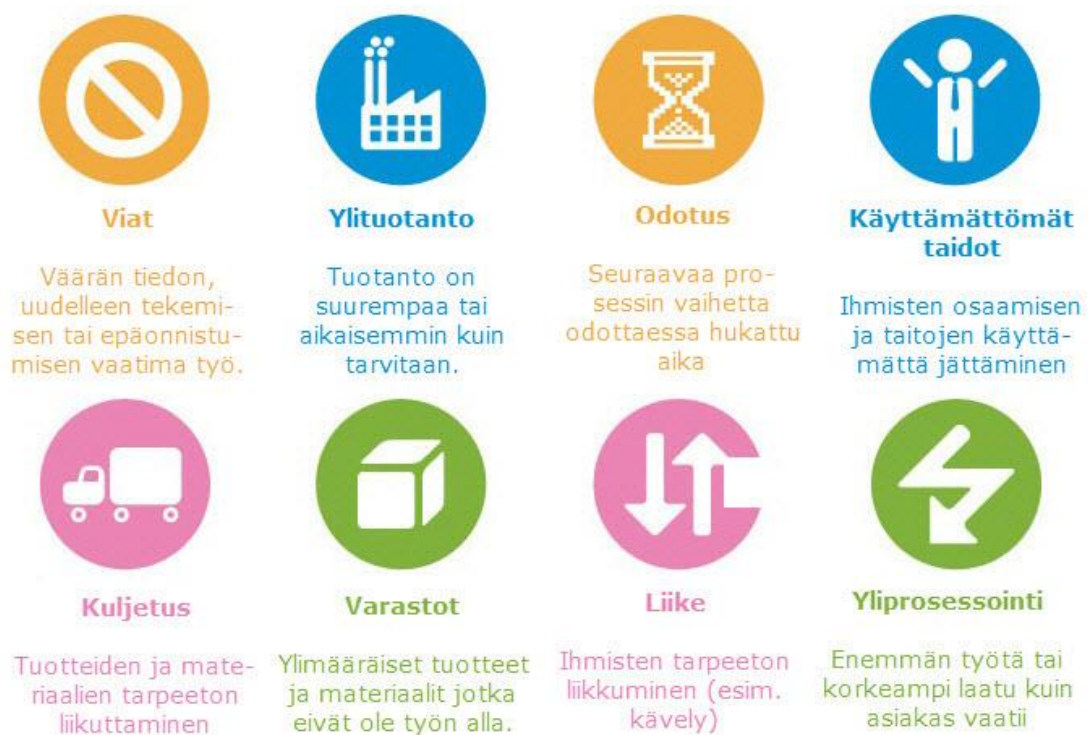 Viat
Väärän tiedon,
uudelleen tekemi-
sen tai epäonnistu-
misen vaatima työ.
Ylituotanto
Tuotanto on
suurempaa tai
aikaisemmin kuin
tarvitaan.
Odotus
Seuraavaa pro-
sessin vaihetta
odottaessa hukattu
aika
Käyttämättömät
taidot
Ihmisten osaamisen
ja taitojen käyttä-
mättä jättäminen
Kuljetus
Tuotteiden ja mate-
riaalien tarpeeton
liikuttaminen
Varastot
Ylimääräiset tuotteet
ja materiaalit jotka
eivät ole työn alla.
Liike
Ihmisten tarpeeton
liikkuminen (esim.
kävely)
Yliprosessointi
Enemmän työtä tai
korkeampi laatu kuin
asiakas vaatii